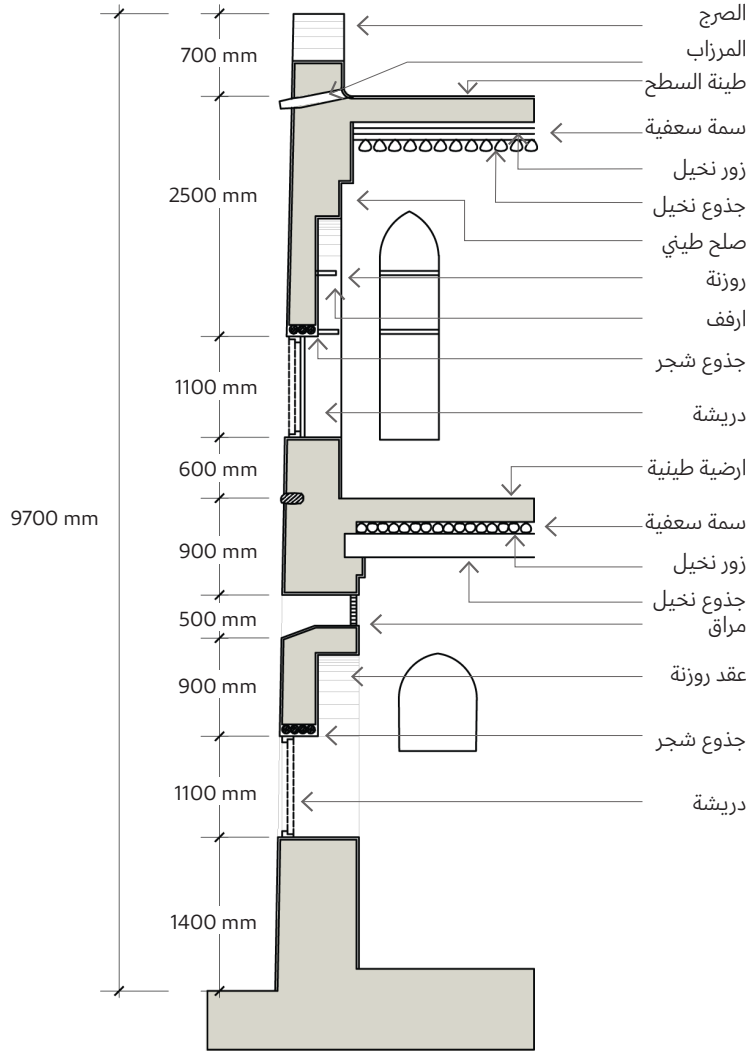 الصرج
700 mm
المرزاب
طينة السطح
سمة سعفية
زور نخيل
2500 mm
جذوع نخيل
صلح طيني
روزنة
ارفف
جذوع شجر
1100 mm
دريشة
600 mm
ارضية طينية
9700 mm
سمة سعفية
900 mm
زور نخيل
جذوع نخيل
500 mm
مراق
عقد روزنة
900 mm
جذوع شجر
1100 mm
دريشة
1400 mm